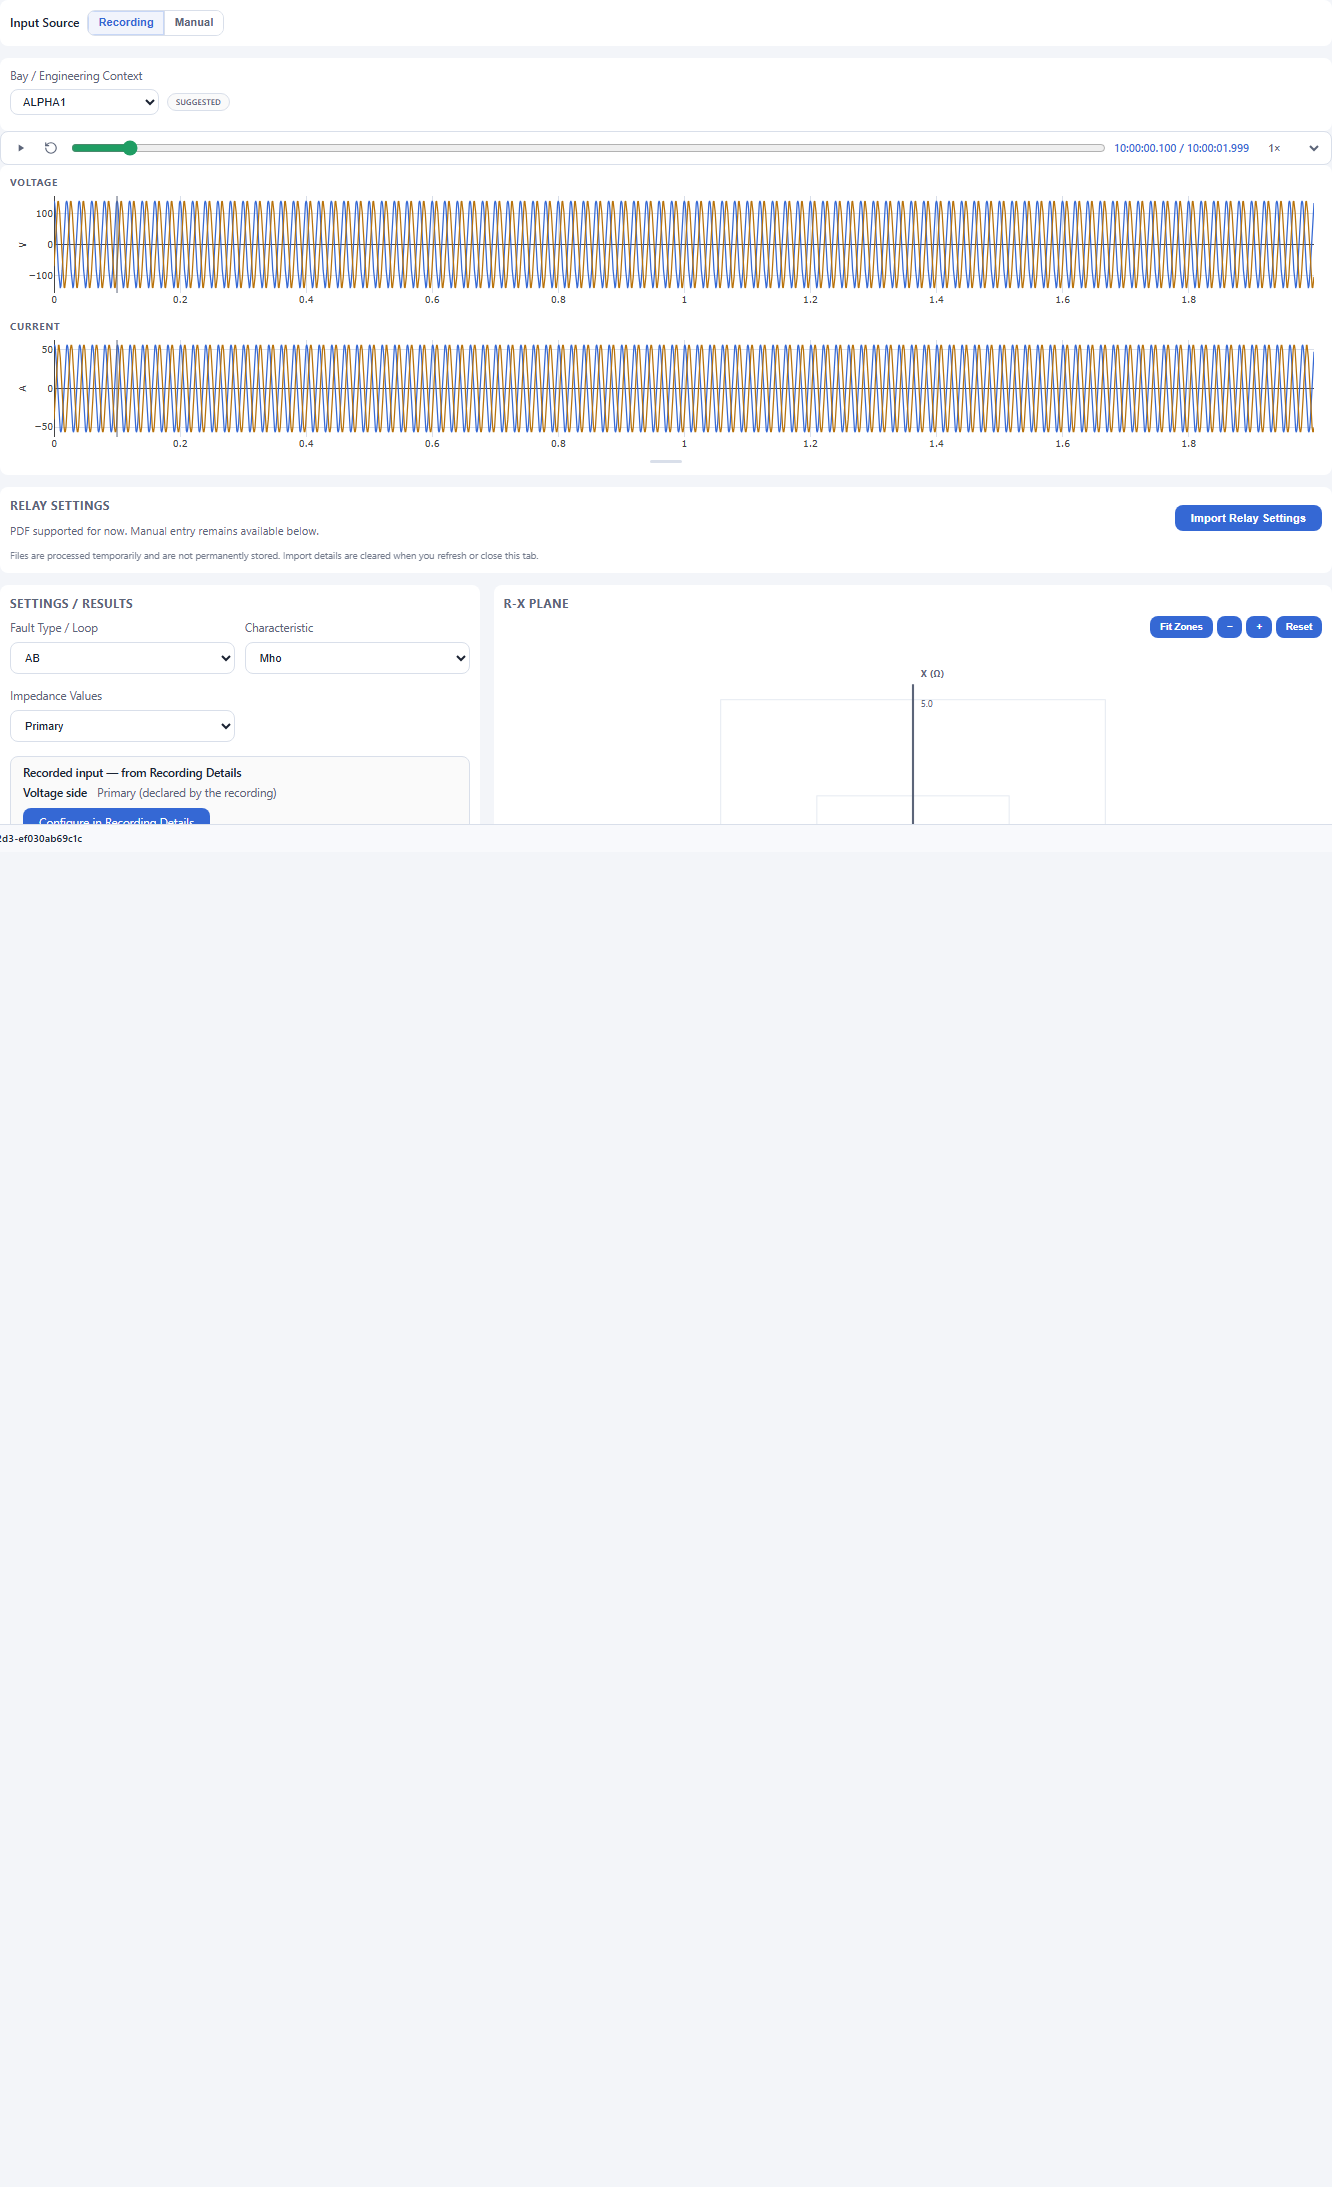 Input Source Recording Manual
Bay / Engineering Context
ALPHA1 SUGGESTED
10:00:00.100 / 10:00:01.999 1×
VOLTAGE
V
100
0
−100
0 0.2 0.4 0.6 0.8 1 1.2 1.4 1.6 1.8
CURRENT
A
50
0
−50
0 0.2 0.4 0.6 0.8 1 1.2 1.4 1.6 1.8
RELAY SETTINGS
Import Relay Settings
PDF supported for now. Manual entry remains available below.
Files are processed temporarily and are not permanently stored. Import details are cleared when you refresh or close this tab.
SETTINGS / RESULTS
Fault Type / Loop Characteristic
AB Mho
Impedance Values
Primary
Recorded input — from Recording Details
Voltage side Primary (declared by the recording)
Configure in Recording Details
R-X PLANE
Fit Zones − + Reset
X (Ω)
5.0
2d3-ef030ab69c1c